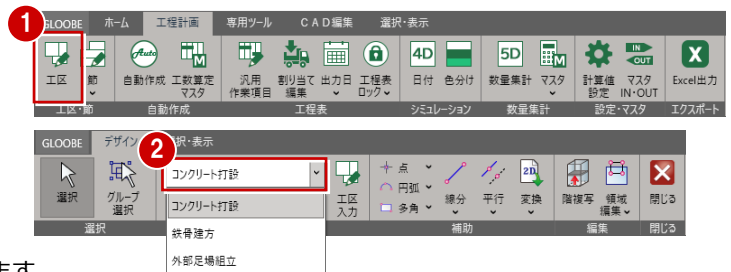 1
GLOOBE ホーム 工程計画 専用ツール CAD編集 選択・表示
工区 節 自動作成 工数算定マスタ 汎用作業項目 割り当て編集 出力日 工程表ロック 日付 色分け 数量集計 マスタ 計算値設定 マスタIN・OUT Excel出力
Auto M 4D 5D M IN OUT X
工区・節 自動作成 工程表 シミュレーション 数量集計 設定・マスタ エクスポート
2
GLOOBE デザイン 択・表示
選択 グループ選択 コンクリート打設 工区入力 点 円弧 多角 線分 平行 変換 2D 階複写 領域編集 閉じる
コンクリート打設
選択 補助 編集 閉じる
鉄骨建方
外部足場組立
ます